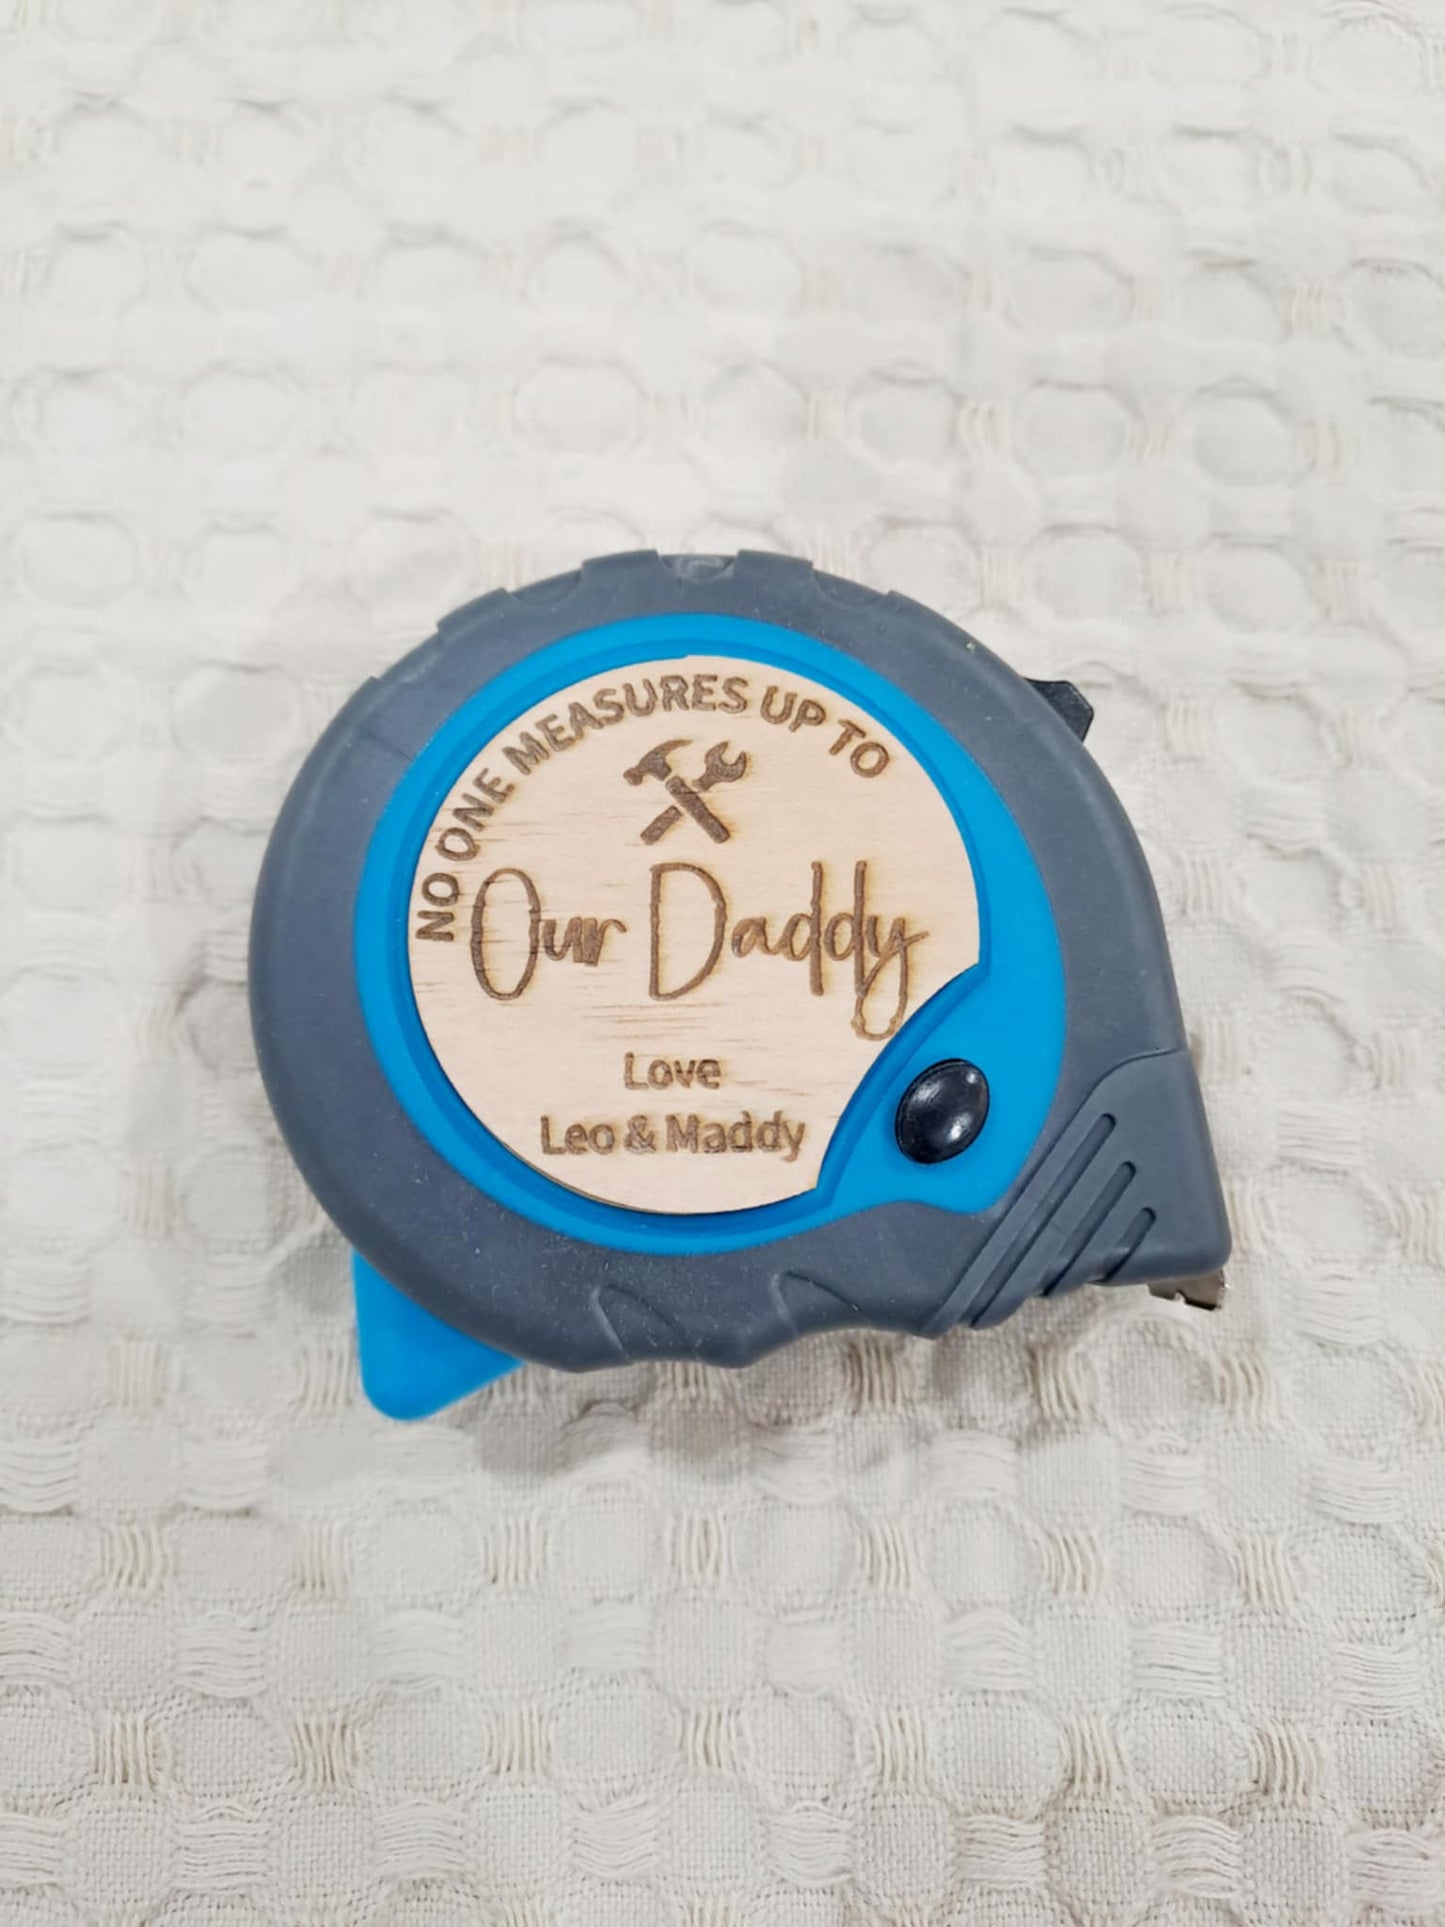 NO ONE MEASURES UP TO
Our Daddy
Love
Leo & Maddy